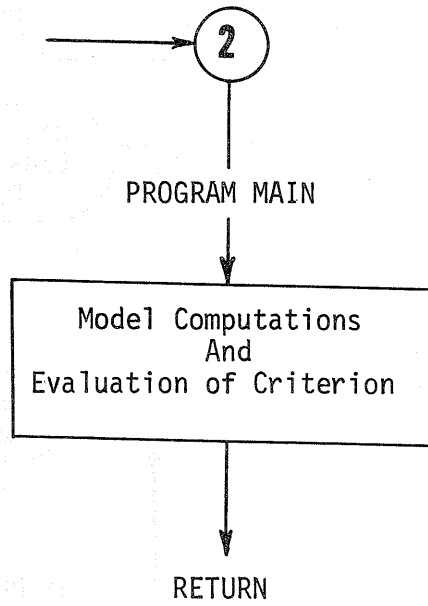 2
PROGRAM MAIN
Model Computations
And
Evaluation of Criterion
RETURN